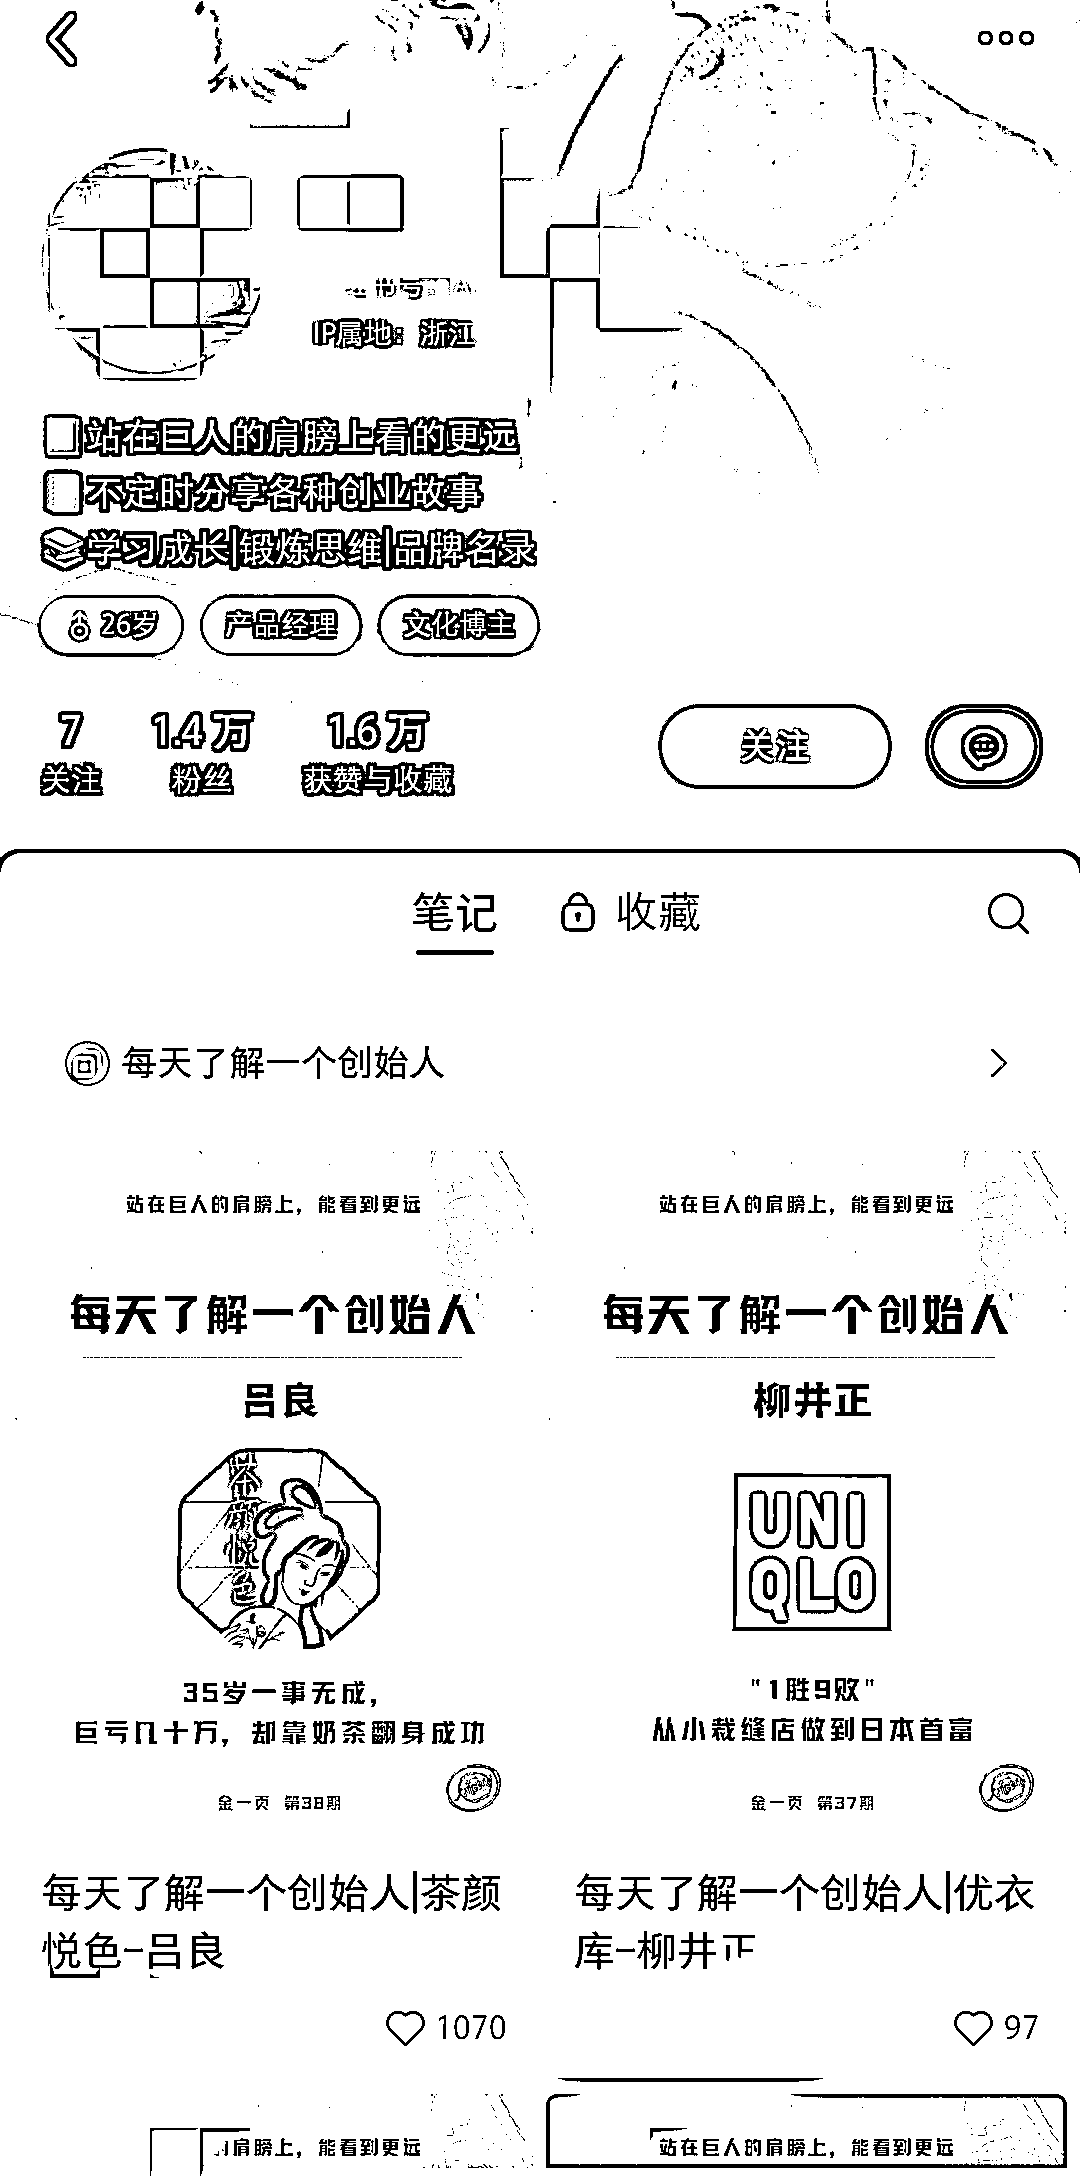 IP属地：浙江
站在巨人的肩膀上看的更远
不定时分享各种创业故事
学习成长|锻炼思维|品牌名录
26岁 产品经理 文化博主
7 1.4万 1.6万
关注 粉丝 获赞与收藏 关注
笔记 收藏
每天了解一个创始人
站在巨人的肩膀上，能看到更远
每天了解一个创始人
吕良
茶颜悦色
35岁一事无成，
巨亏几十万，却靠奶茶翻身成功
金一页 第38期
每天了解一个创始人|茶颜
悦色-吕良
1070
站在巨人的肩膀上，能看到更远
每天了解一个创始人
柳井正
UNI
QLO
"1胜9败"
从小裁缝店做到日本首富
金一页 第37期
每天了解一个创始人|优衣
库-柳井正
97
肩膀上，能看到更远
站在巨人的肩膀上，能看到更远